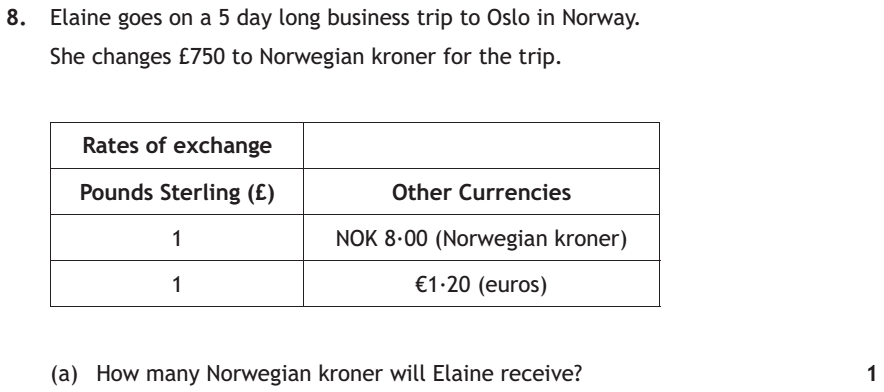 8. Elaine goes on a 5 day long business trip to Oslo in Norway.
She changes £750 to Norwegian kroner for the trip.
Rates of exchange
Pounds Sterling (£) Other Currencies
1 NOK 8·00 (Norwegian kroner)
1 €1·20 (euros)
(a) How many Norwegian kroner will Elaine receive? 1